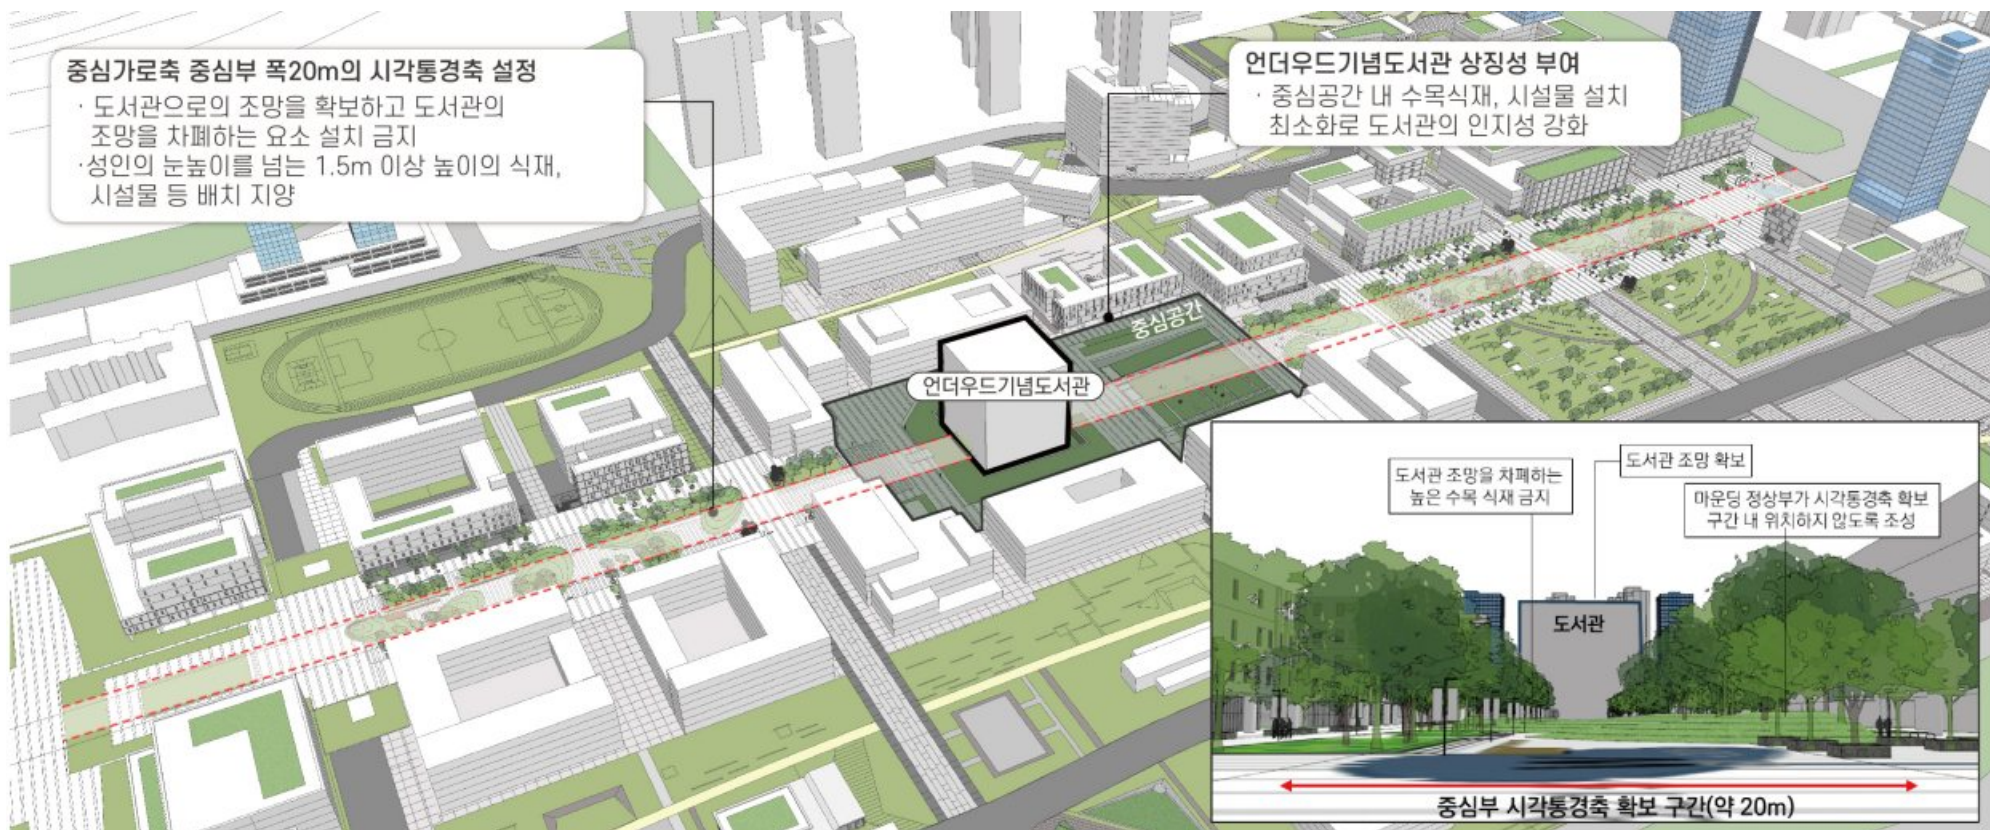 중심가로축 중심부 폭20m의 시각통경축 설정
· 도서관으로의 조망을 확보하고 도서관의
조망을 차폐하는 요소 설치 금지
·성인의 눈높이를 넘는 1.5m 이상 높이의 식재,
시설물 등 배치 지양
언더우드기념도서관 상징성 부여
· 중심공간 내 수목식재, 시설물 설치
최소화로 도서관의 인지성 강화
중심공간
언더우드기념도서관
도서관 조망을 차폐하는
높은 수목 식재 금지
도서관 조망 확보
마운딩 정상부가 시각통경축 확보
구간 내 위치하지 않도록 조성
도서관
중심부 시각통경축 확보 구간(약 20m)